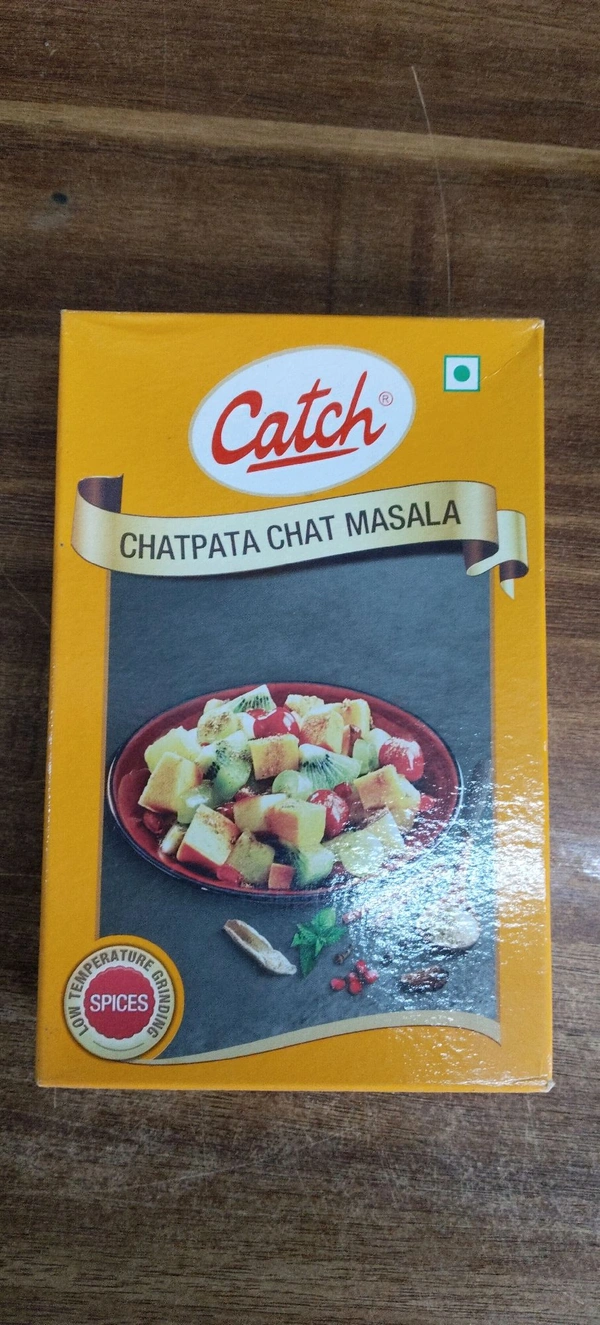 Catch®
CHATPATA CHAT MASALA
LOW TEMPERATURE GRINDING
SPICES